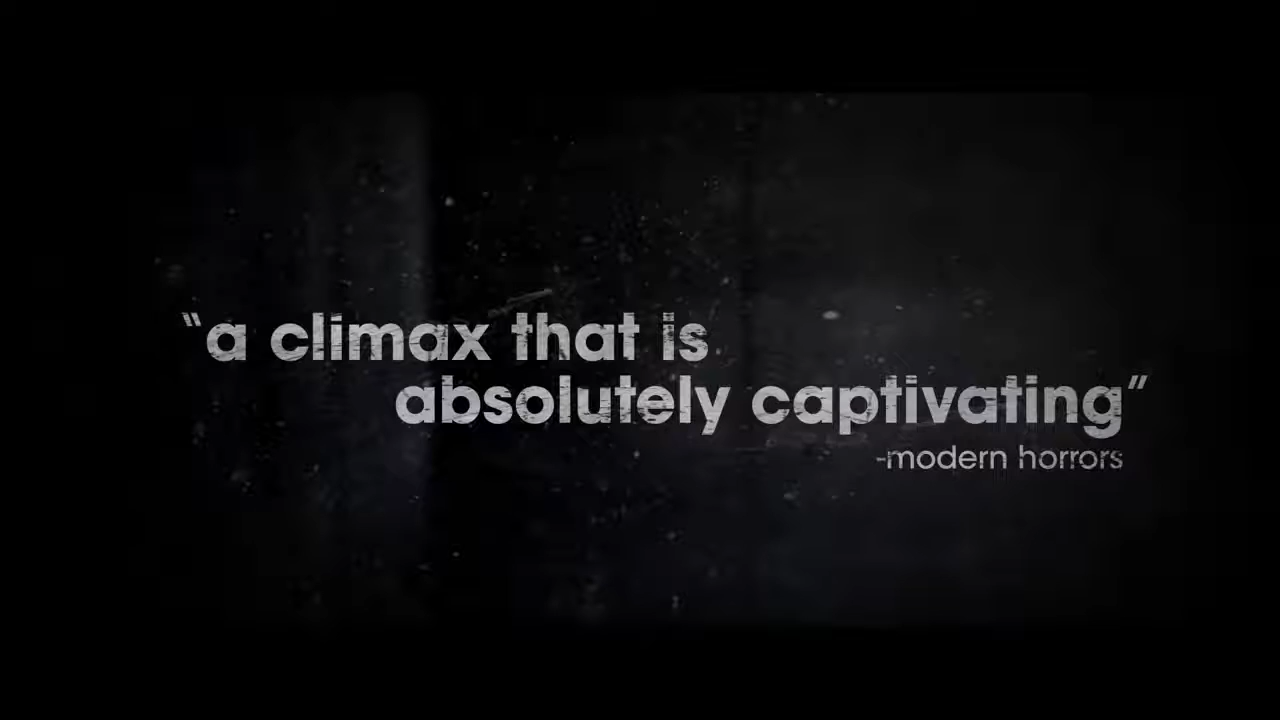 “a climax that is
absolutely captivating”
-modern horrors